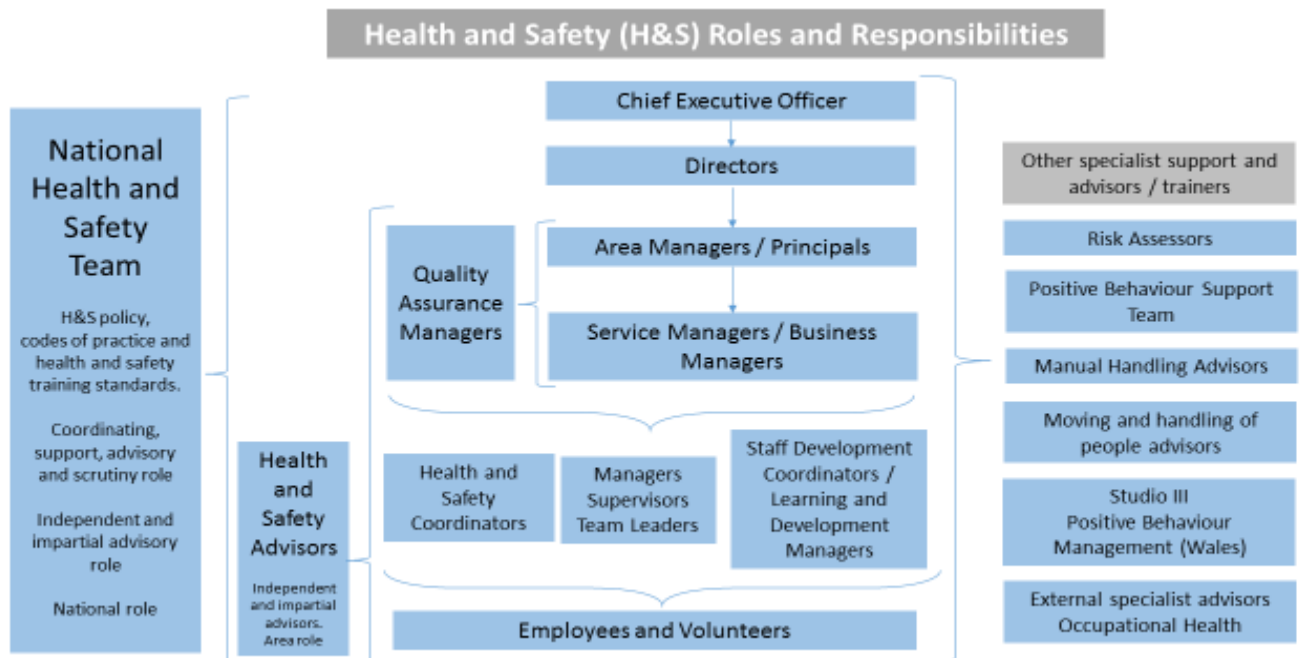 Health and Safety (H&S) Roles and Responsibilities
National
Health and
Safety
Team
H&S policy,
codes of practice and
health and safety
training standards.
Coordinating,
support, advisory
and scrutiny role
Independent and
impartial advisory
role
National role
Health
and
Safety
Advisors
Independent
and impartial
advisors.
Area role
Chief Executive Officer
Directors
Quality
Assurance
Managers
Area Managers / Principals
Service Managers / Business
Managers
Health and
Safety
Coordinators
Managers
Supervisors
Team Leaders
Staff Development
Coordinators /
Learning and
Development
Managers
Employees and Volunteers
Other specialist support and
advisors / trainers
Risk Assessors
Positive Behaviour Support
Team
Manual Handling Advisors
Moving and handling of
people advisors
Studio III
Positive Behaviour
Management (Wales)
External specialist advisors
Occupational Health